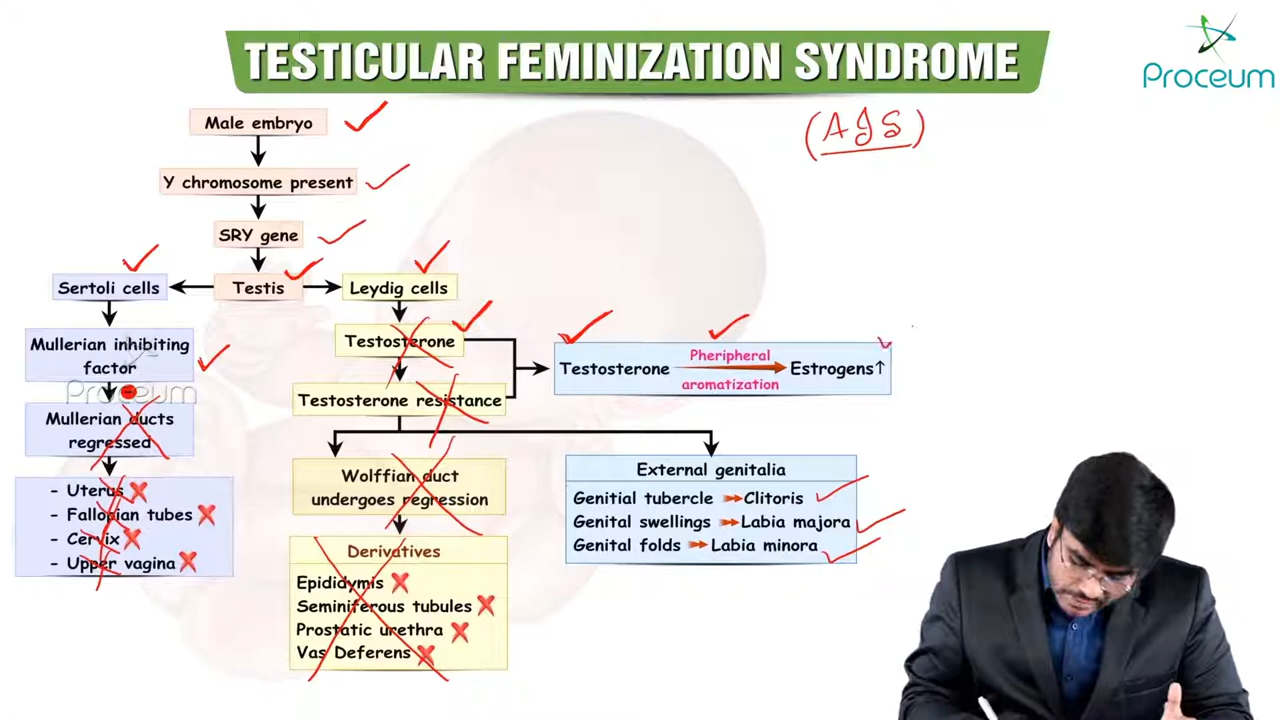 TESTICULAR FEMINIZATION SYNDROME
Proceum
(AIS)
Male embryo
Y chromosome present
SRY gene
Sertoli cells
Testis
Leydig cells
Mullerian inhibiting
factor
Proceum
Mullerian ducts
regressed
- Uterus
- Fallopian tubes
- Cervix
- Upper vagina
Testosterone
Testosterone resistance
Testosterone
Pheripheral
aromatization
Estrogens↑
Wolffian duct
undergoes regression
Derivatives
Epididymis
Seminiferous tubules
Prostatic urethra
Vas Deferens
External genitalia
Genitial tubercle Clitoris
Genital swellings Labia majora
Genital folds Labia minora